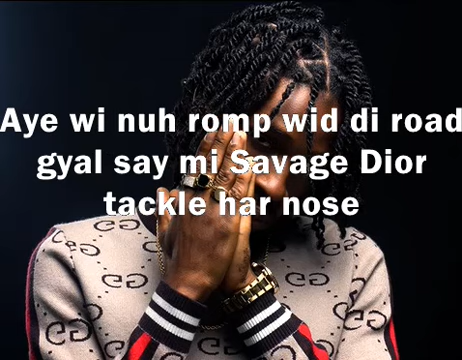 Aye wi nuh romp wid di road
gyal say mi Savage Dior
tackle har nose